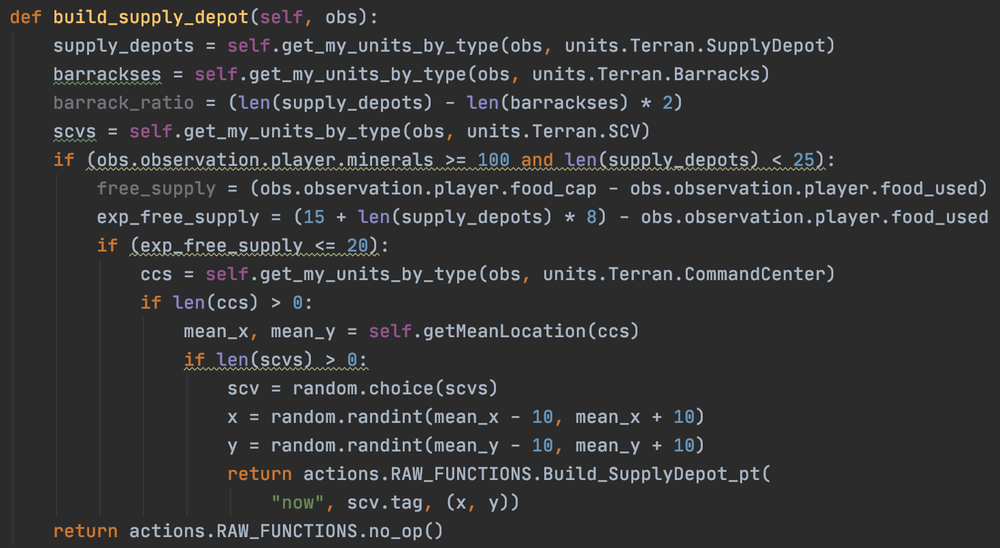 def build_supply_depot(self, obs):
    supply_depots = self.get_my_units_by_type(obs, units.Terran.SupplyDepot)
    barrackses = self.get_my_units_by_type(obs, units.Terran.Barracks)
    barrack_ratio = (len(supply_depots) - len(barrackses) * 2)
    scvs = self.get_my_units_by_type(obs, units.Terran.SCV)
    if (obs.observation.player.minerals >= 100 and len(supply_depots) < 25):
        free_supply = (obs.observation.player.food_cap - obs.observation.player.food_used)
        exp_free_supply = (15 + len(supply_depots) * 8) - obs.observation.player.food_used
        if (exp_free_supply <= 20):
            ccs = self.get_my_units_by_type(obs, units.Terran.CommandCenter)
            if len(ccs) > 0:
                mean_x, mean_y = self.getMeanLocation(ccs)
                if len(scvs) > 0:
                    scv = random.choice(scvs)
                    x = random.randint(mean_x - 10, mean_x + 10)
                    y = random.randint(mean_y - 10, mean_y + 10)
                    return actions.RAW_FUNCTIONS.Build_SupplyDepot_pt(
                        "now", scv.tag, (x, y))
    return actions.RAW_FUNCTIONS.no_op()